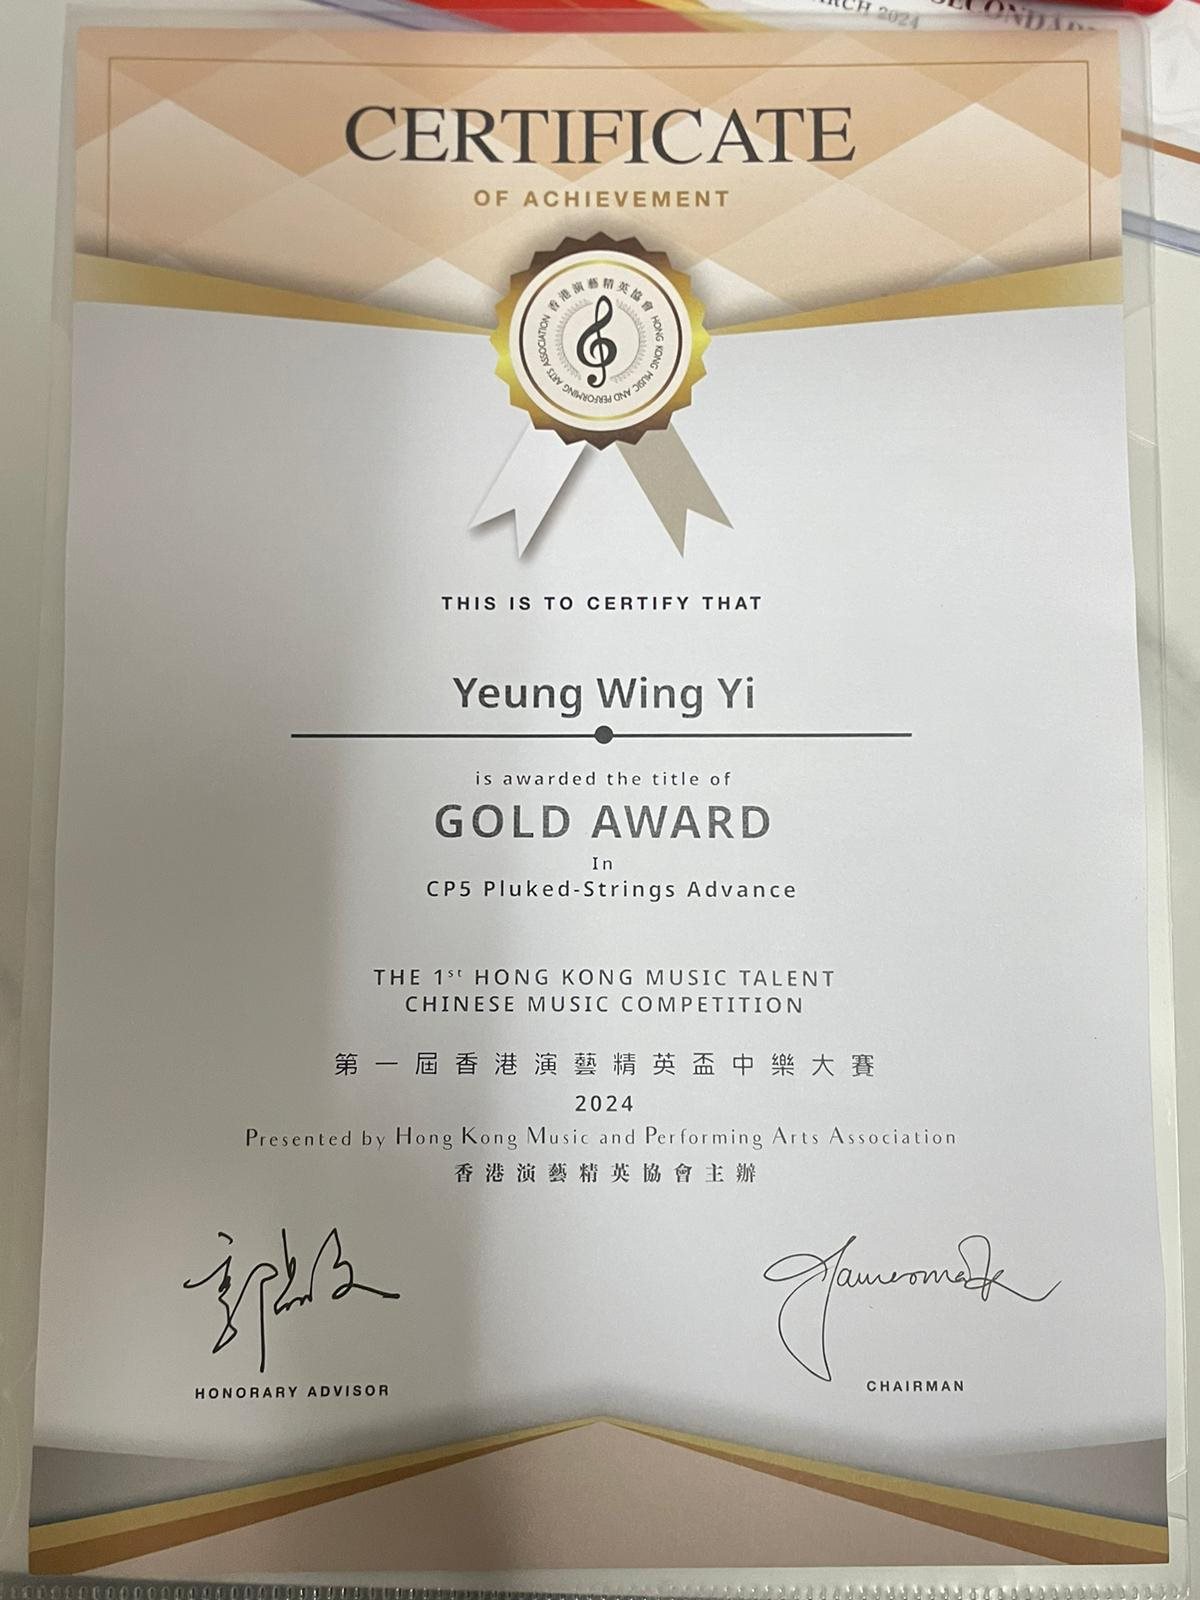 ARCH 2024
CERTIFICATE
OF ACHIEVEMENT
香港演藝精英協會
HONG KONG MUSIC AND PERFORMING ARTS ASSOCIATION
THIS IS TO CERTIFY THAT
Yeung Wing Yi
is awarded the title of
GOLD AWARD
In
CP5 Pluked-Strings Advance
THE 1st HONG KONG MUSIC TALENT
CHINESE MUSIC COMPETITION
第一屆香港演藝精英盃中樂大賽
2024
Presented by Hong Kong Music and Performing Arts Association
香港演藝精英協會主辦
HONORARY ADVISOR
CHAIRMAN